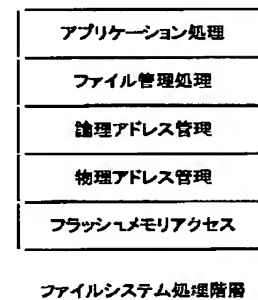 アプリケーション処理
ファイル管理処理
論理アドレス管理
物理アドレス管理
フラッシュメモリアクセス
ファイルシステム処理階層